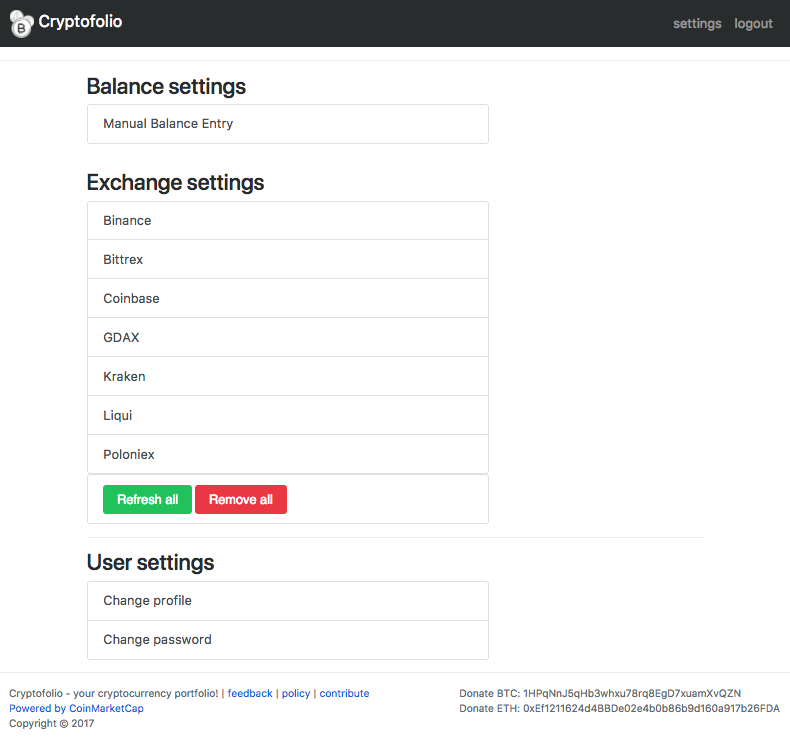 Cryptofolio
settings logout
Balance settings
Manual Balance Entry
Exchange settings
Binance
Bittrex
Coinbase
GDAX
Kraken
Liqui
Poloniex
Refresh all Remove all
User settings
Change profile
Change password
Cryptofolio - your cryptocurrency portfolio! | feedback | policy | contribute
Powered by CoinMarketCap
Copyright © 2017
Donate BTC: 1HPqNnJ5qHb3whxu78rq8EgD7xuamXvQZN
Donate ETH: 0xEf1211624d4BBDe02e4b0b86b9d160a917b26FDA